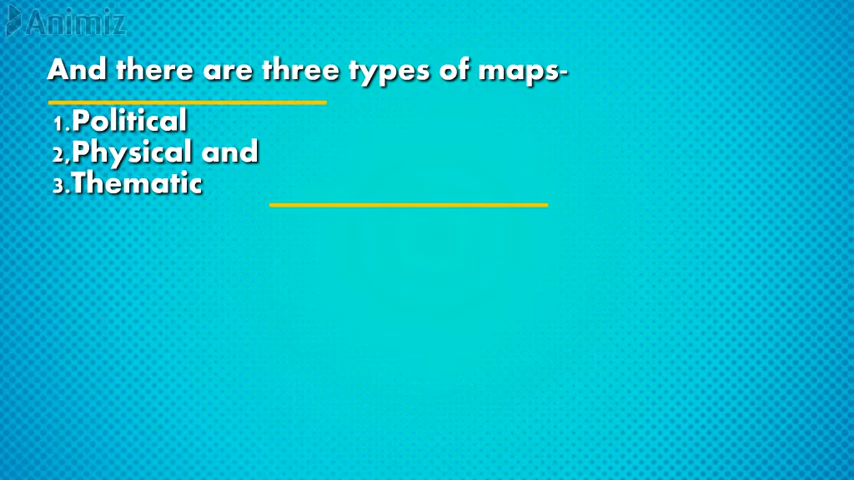 Animiz
And there are three types of maps-
1.Political
2,Physical and
3.Thematic